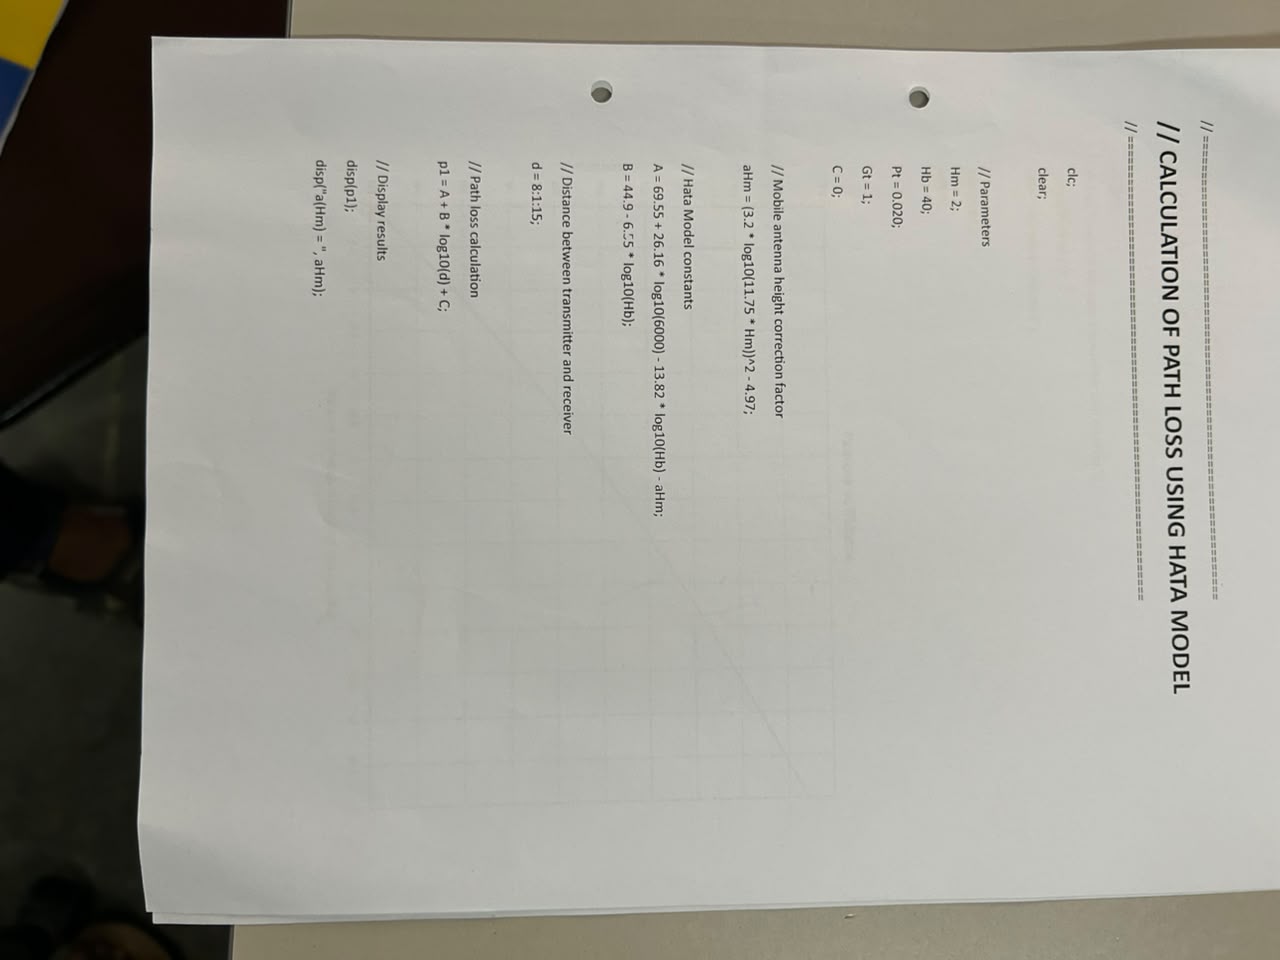 // ================================================================
// CALCULATION OF PATH LOSS USING HATA MODEL
// ================================================================
clc;
clear;
// Parameters
Hm = 2;
Hb = 40;
Pt = 0.020;
Gt = 1;
C = 0;
// Mobile antenna height correction factor
aHm = (3.2 * log10(11.75 * Hm))^2 - 4.97;
// Hata Model constants
A = 69.55 + 26.16 * log10(6000) - 13.82 * log10(Hb) - aHm;
B = 44.9 - 6.55 * log10(Hb);
// Distance between transmitter and receiver
d = 8:1:15;
// Path loss calculation
p1 = A + B * log10(d) + C;
// Display results
disp(p1);
disp("a(Hm) = ", aHm);